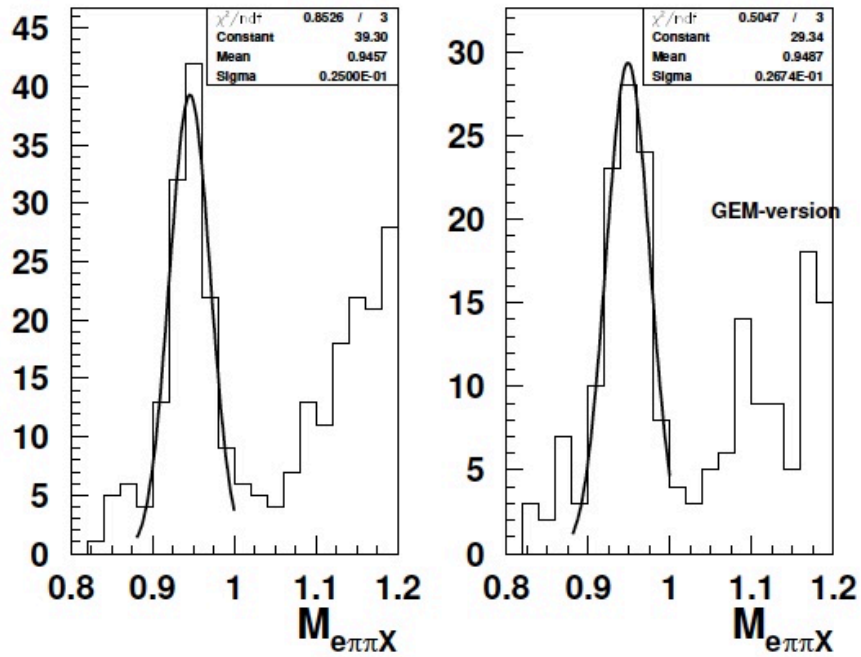 χ²/ndf 0.8526 / 3
Constant 39.30
Mean 0.9457
Sigma 0.2500E-01
45
40
35
30
25
20
15
10
5
0
0.8 0.9 1 1.1 1.2
M eππX
χ²/ndf 0.5047 / 3
Constant 29.34
Mean 0.9487
Sigma 0.2674E-01
GEM-version
30
25
20
15
10
5
0
0.8 0.9 1 1.1 1.2
M eππX